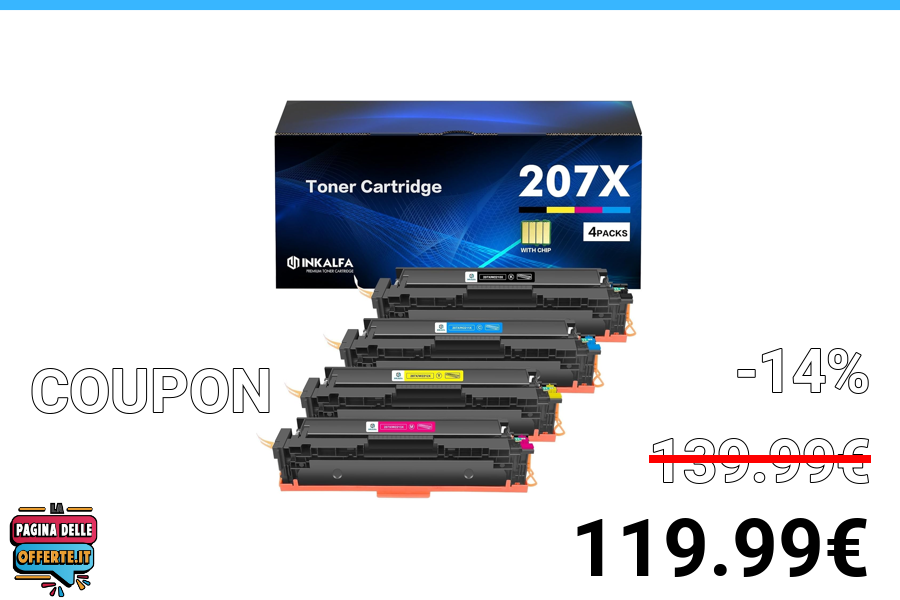 Toner Cartridge
207X
4PACKS
WITH CHIP
INKALFA
PREMIUM TONER CARTRIDGE
COUPON
-14%
139.99€
119.99€
LA
PAGINA DELLE
OFFERTE.IT